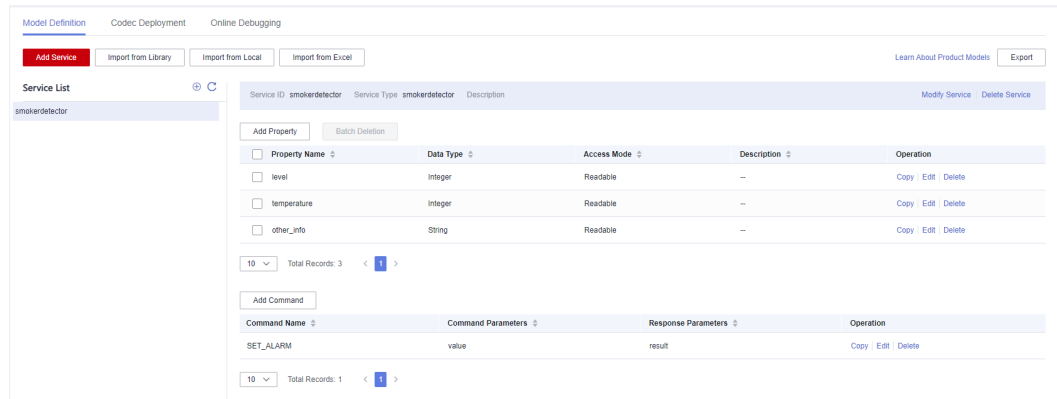 Model Definition Codec Deployment Online Debugging
Add Service Import from Library Import from Local Import from Excel Learn About Product Models Export
Service List
Service ID smokerdetector Service Type smokerdetector Description Modify Service Delete Service
smokerdetector
Add Property Batch Deletion
Property Name Data Type Access Mode Description Operation
level Integer Readable -- Copy Edit Delete
temperature Integer Readable -- Copy Edit Delete
other_info String Readable -- Copy Edit Delete
10 Total Records: 3 < 1 >
Add Command
Command Name Command Parameters Response Parameters Operation
SET_ALARM value result Copy Edit Delete
10 Total Records: 1 < 1 >